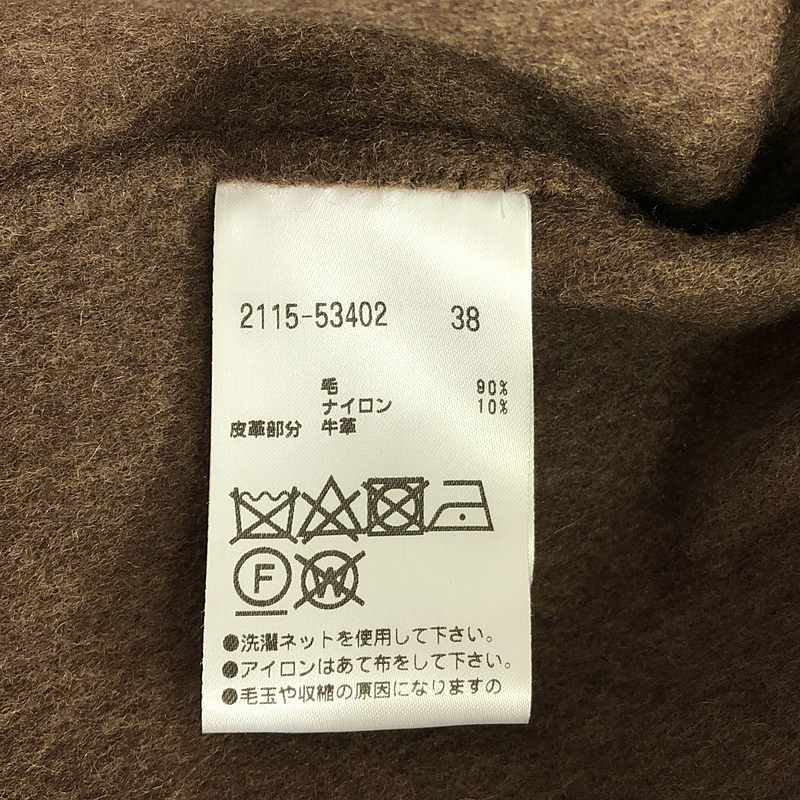 2115-53402 38
毛 90%
ナイロン 10%
皮革部分 牛革
F W
●洗濯ネットを使用して下さい。
●アイロンはあて布をして下さい。
●毛玉や収縮の原因になりますの